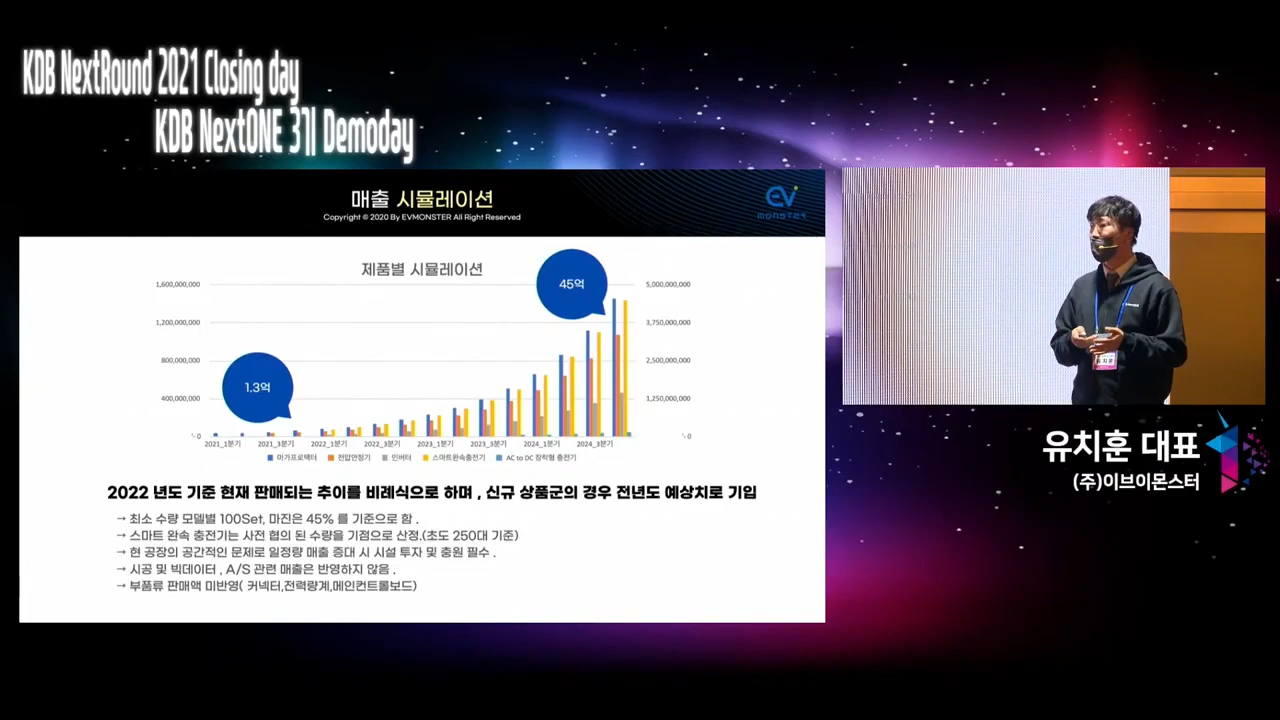 KDB NextRound 2021 Closing day
KDB NextONE 3기 Demoday
매출 시뮬레이션
Copyright © 2020 By EVMONSTER All Right Reserved
EV
MONSTER
제품별 시뮬레이션
1,600,000,000
1,200,000,000
800,000,000
400,000,000
0
5,000,000,000
3,750,000,000
2,500,000,000
1,250,000,000
0
1.3억
45억
2021_1분기 2021_3분기 2022_1분기 2022_3분기 2023_1분기 2023_3분기 2024_1분기 2024_3분기
마가프로텍터 전압안정기 인버터 스마트완속충전기 AC to DC 장착형 충전기
2022 년도 기준 현재 판매되는 추이를 비례식으로 하며 , 신규 상품군의 경우 전년도 예상치로 기입
→ 최소 수량 모델별 100Set, 마진은 45% 를 기준으로 함 .
→ 스마트 완속 충전기는 사전 협의 된 수량을 기점으로 산정.(초도 250대 기준)
→ 현 공장의 공간적인 문제로 일정량 매출 증대 시 시설 투자 및 충원 필수 .
→ 시공 및 빅데이터 , A/S 관련 매출은 반영하지 않음 .
→ 부품류 판매액 미반영( 커넥터,전력량계,메인컨트롤보드)
유치훈 대표
(주)이브이몬스터